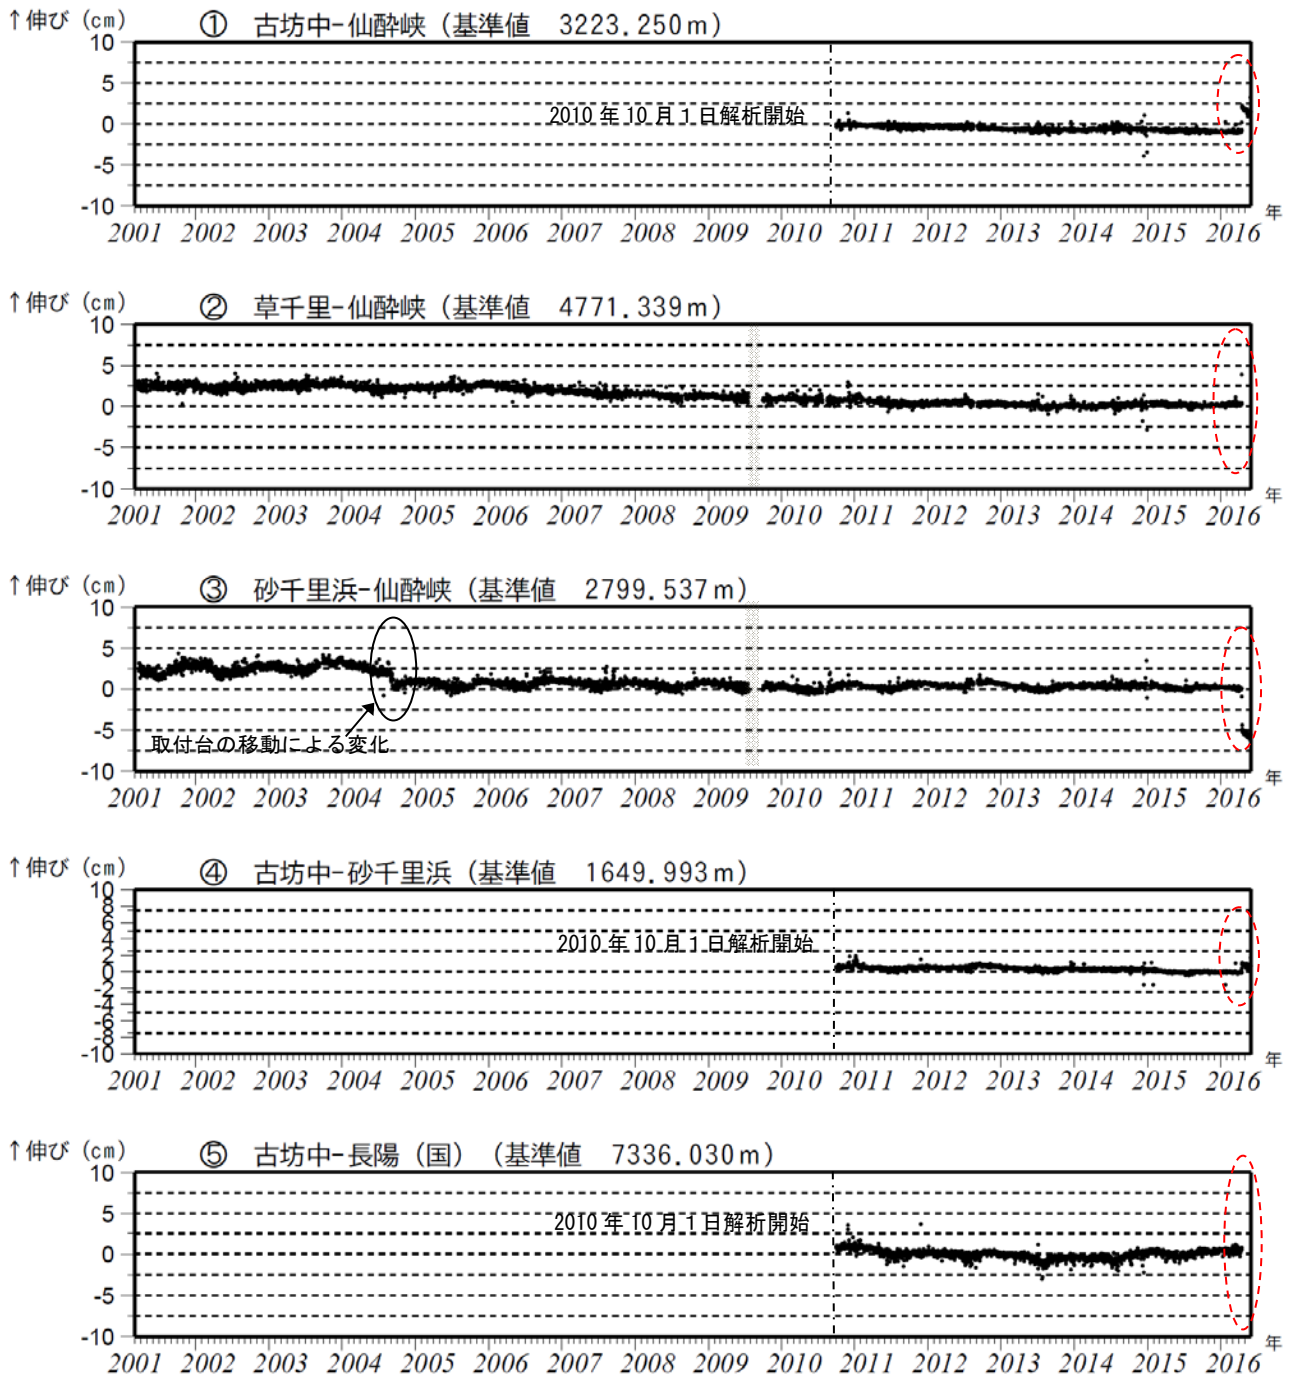 ↑伸び（cm）
① 古坊中−仙酔峡（基準値　3223.250m）
10
5
0
-5
-10
2010年10月1日解析開始
2001 2002 2003 2004 2005 2006 2007 2008 2009 2010 2011 2012 2013 2014 2015 2016 年
↑伸び（cm）
② 草千里−仙酔峡（基準値　4771.339m）
10
5
0
-5
-10
2001 2002 2003 2004 2005 2006 2007 2008 2009 2010 2011 2012 2013 2014 2015 2016 年
↑伸び（cm）
③ 砂千里浜−仙酔峡（基準値　2799.537m）
10
5
0
-5
-10
取付台の移動による変化
2001 2002 2003 2004 2005 2006 2007 2008 2009 2010 2011 2012 2013 2014 2015 2016 年
↑伸び（cm）
④ 古坊中−砂千里浜（基準値　1649.993m）
10
8
6
4
2
0
-2
-4
-6
-8
-10
2010年10月1日解析開始
2001 2002 2003 2004 2005 2006 2007 2008 2009 2010 2011 2012 2013 2014 2015 2016 年
↑伸び（cm）
⑤ 古坊中−長陽（国）（基準値　7336.030m）
10
5
0
-5
-10
2010年10月1日解析開始
2001 2002 2003 2004 2005 2006 2007 2008 2009 2010 2011 2012 2013 2014 2015 2016 年